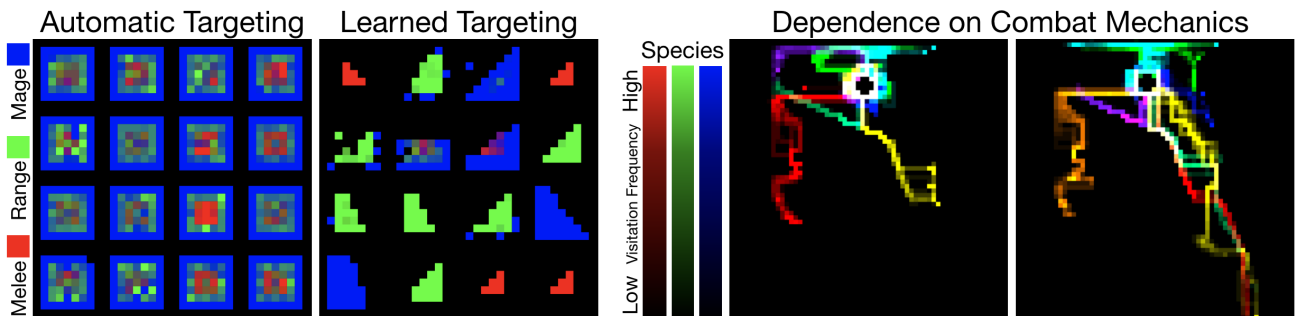 Automatic Targeting
Learned Targeting
Dependence on Combat Mechanics
Mage
Range
Melee
Species
High
Visitation Frequency
Low